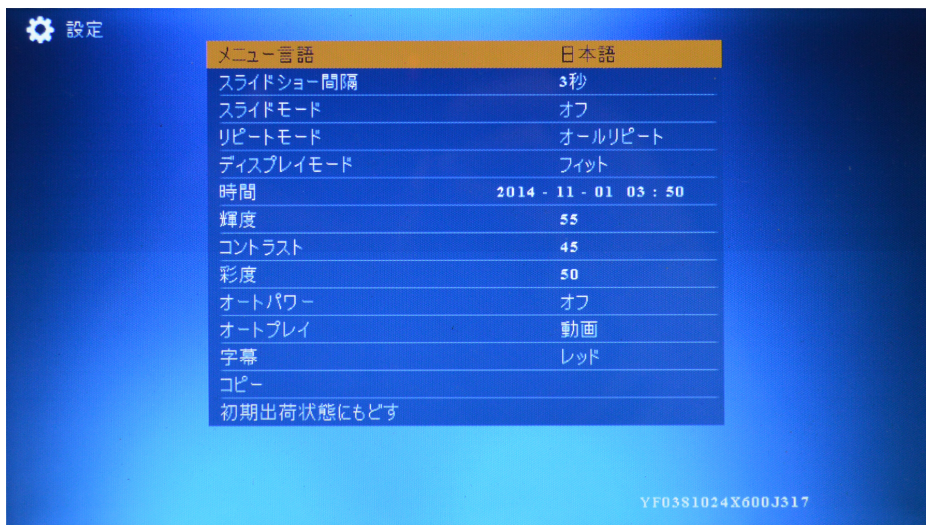 設定
メニュー言語 日本語
スライドショー間隔 3秒
スライドモード オフ
リピートモード オールリピート
ディスプレイモード フィット
時間 2014 - 11 - 01 03 : 50
輝度 55
コントラスト 45
彩度 50
オートパワー オフ
オートプレイ 動画
字幕 レッド
コピー
初期出荷状態にもどす
YF03S1024X600J317